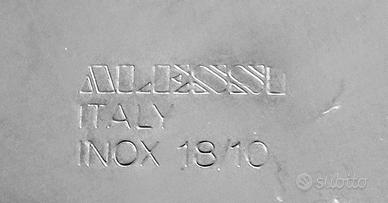 ALESSI
ITALY
INOX 18/10
subito